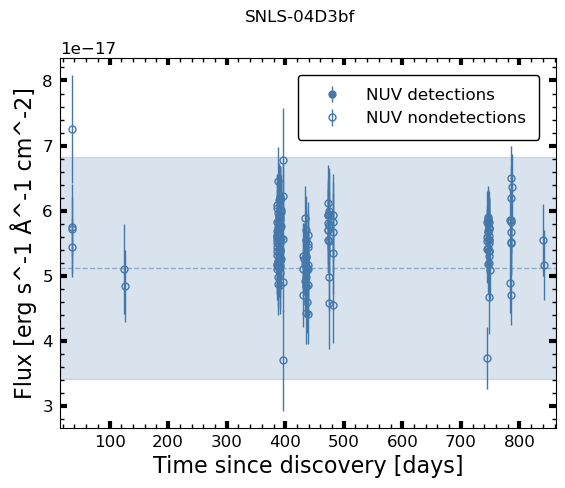 SNLS-04D3bf
1e−17
NUV detections
NUV nondetections
Flux [erg s^-1 Å^-1 cm^-2]
8
7
6
5
4
3
100 200 300 400 500 600 700 800
Time since discovery [days]